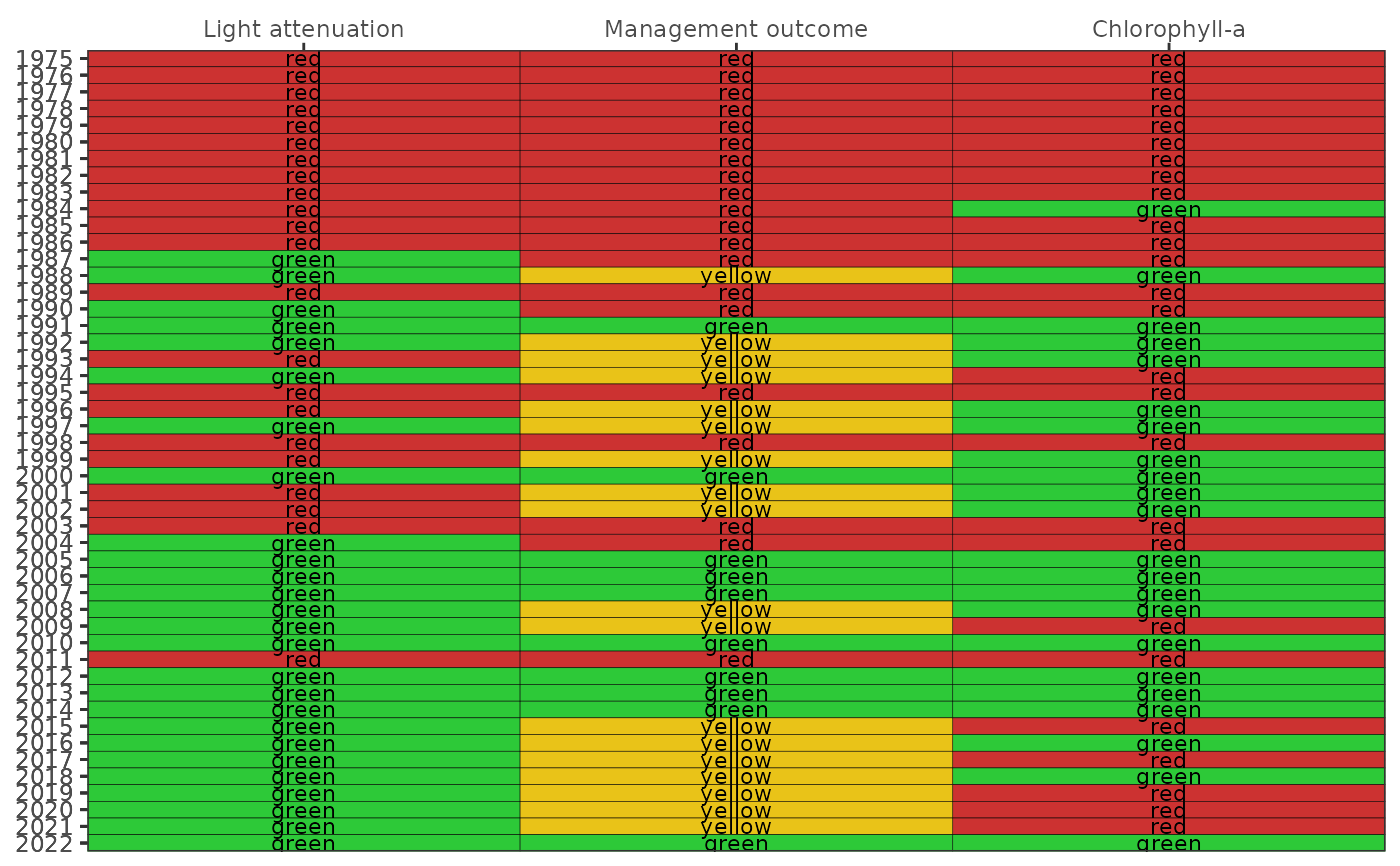 Light attenuation Management outcome Chlorophyll-a
1975 red red red
1976 red red red
1977 red red red
1978 red red red
1979 red red red
1980 red red red
1981 red red red
1982 red red red
1983 red red red
1984 red red green
1985 red red red
1986 red red red
1987 green red red
1988 green yellow green
1989 red red red
1990 green red red
1991 green green green
1992 green yellow green
1993 red yellow green
1994 green yellow red
1995 red red red
1996 red yellow green
1997 green yellow green
1998 red red red
1999 red yellow green
2000 green green green
2001 red yellow green
2002 red yellow green
2003 red red red
2004 green red red
2005 green green green
2006 green green green
2007 green green green
2008 green yellow green
2009 green yellow red
2010 green green green
2011 red red red
2012 green green green
2013 green green green
2014 green green green
2015 green yellow red
2016 green yellow green
2017 green yellow red
2018 green yellow green
2019 green yellow red
2020 green yellow red
2021 green yellow red
2022 green green green